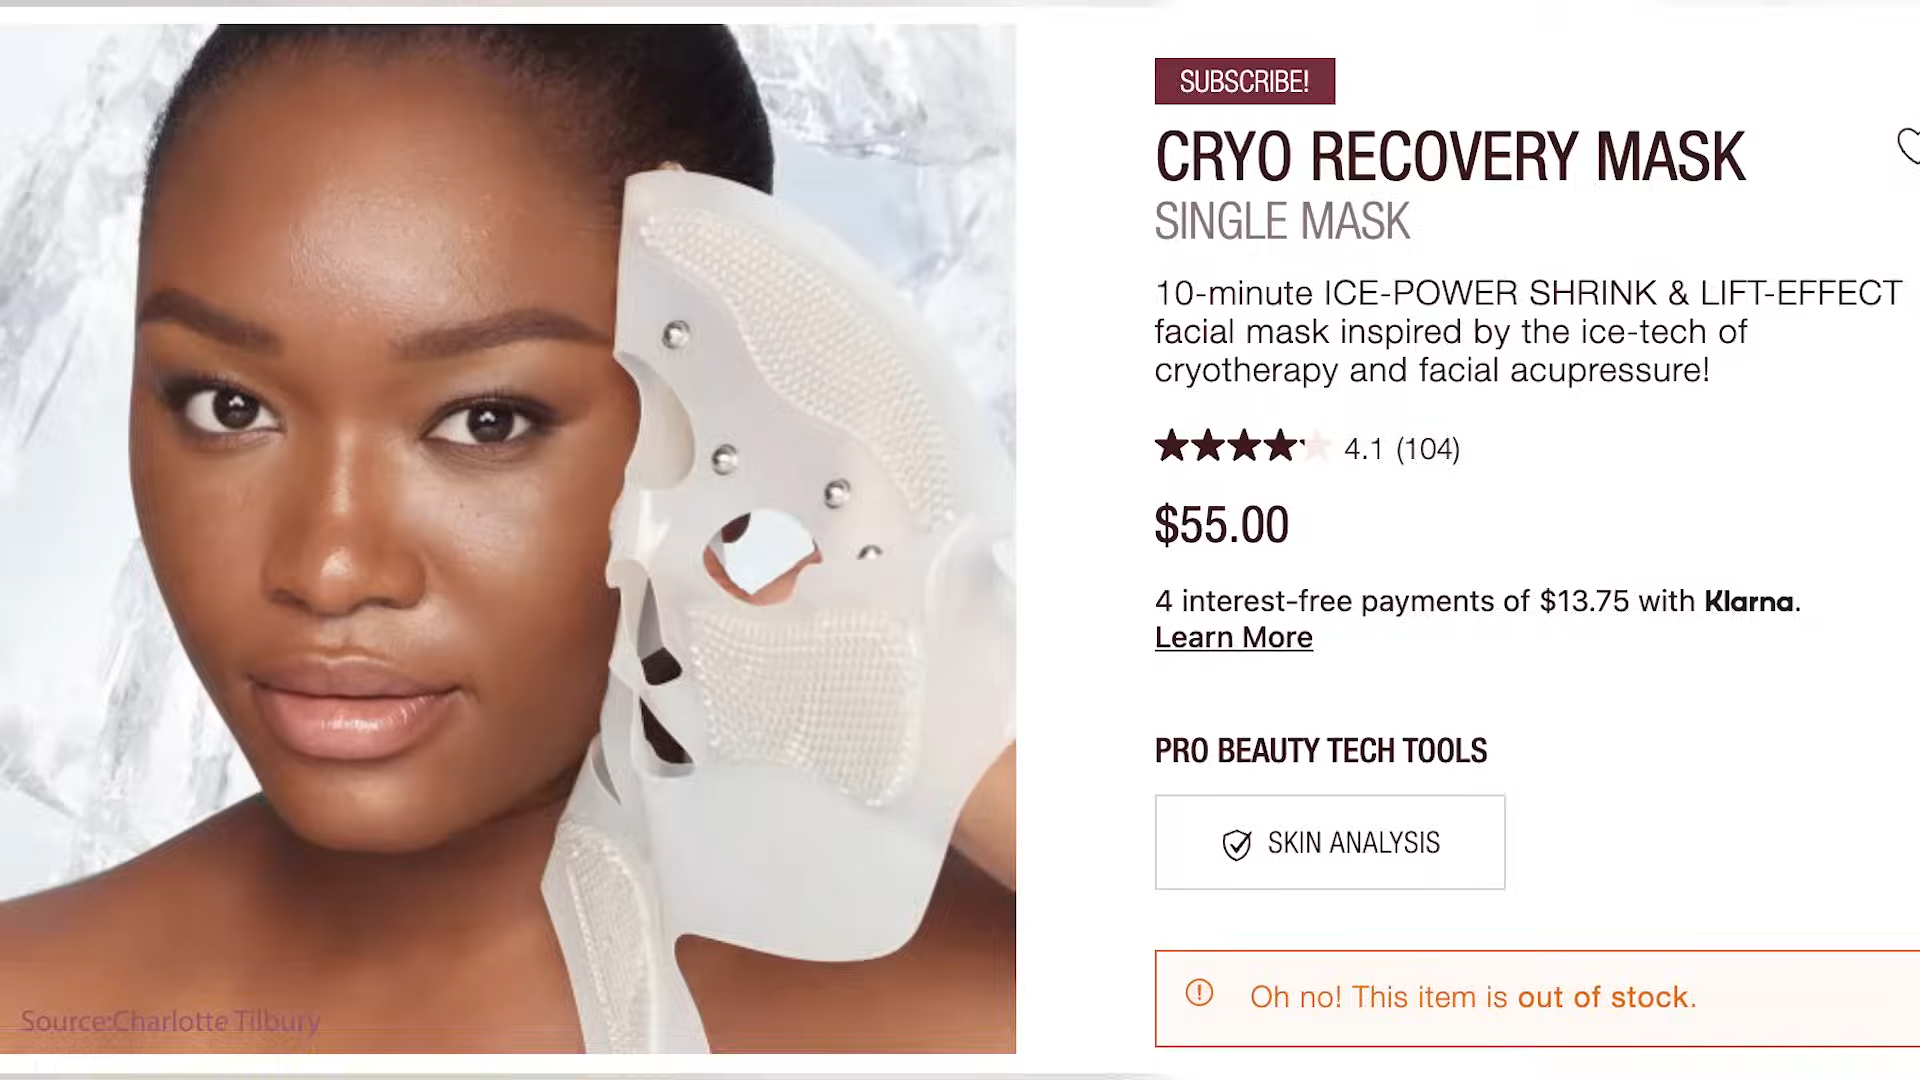 SUBSCRIBE!
CRYO RECOVERY MASK
SINGLE MASK
10-minute ICE-POWER SHRINK & LIFT-EFFECT
facial mask inspired by the ice-tech of
cryotherapy and facial acupressure!
4.1 (104)
$55.00
4 interest-free payments of $13.75 with Klarna.
Learn More
PRO BEAUTY TECH TOOLS
SKIN ANALYSIS
Oh no! This item is out of stock.
Source:Charlotte Tilbury